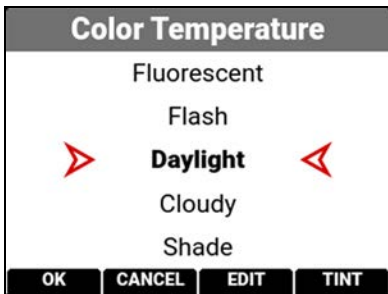 Color Temperature
Fluorescent
Flash
Daylight
Cloudy
Shade
OK CANCEL EDIT TINT